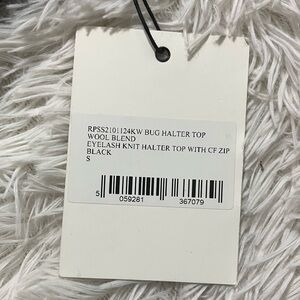 RPSS2101124KW BUG HALTER TOP
WOOL BLEND
EYELASH KNIT HALTER TOP WITH CF ZIP
BLACK
S
5 059281 367079